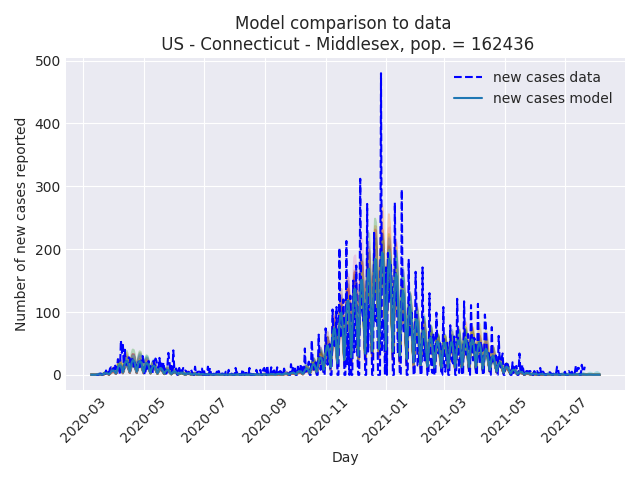 Model comparison to data
US - Connecticut - Middlesex, pop. = 162436
new cases data
new cases model
Number of new cases reported
500
400
300
200
100
0
2020-03
2020-05
2020-07
2020-09
2020-11
2021-01
2021-03
2021-05
2021-07
Day